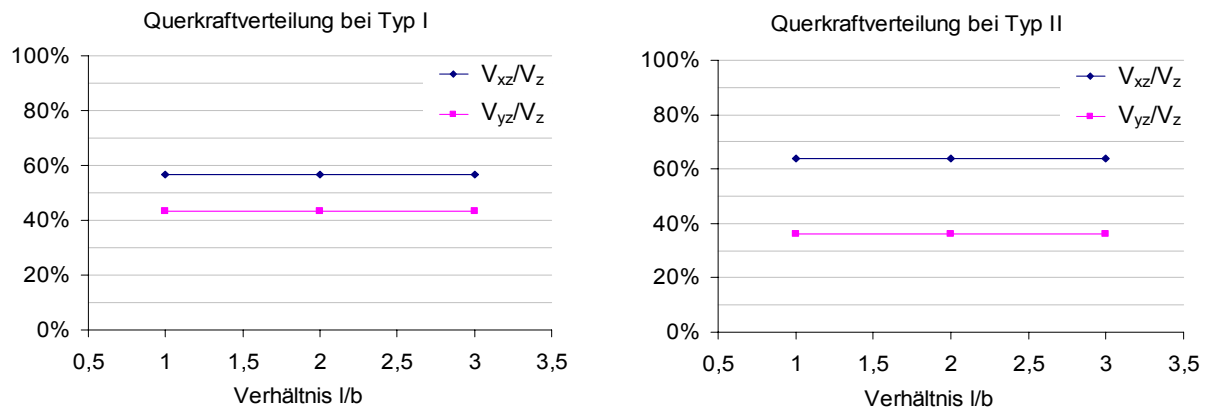 Querkraftverteilung bei Typ I
100%
80%
60%
40%
20%
0%
V_xz/V_z
V_yz/V_z
0,5 1 1,5 2 2,5 3 3,5
Verhältnis l/b
Querkraftverteilung bei Typ II
100%
80%
60%
40%
20%
0%
V_xz/V_z
V_yz/V_z
0,5 1 1,5 2 2,5 3 3,5
Verhältnis l/b